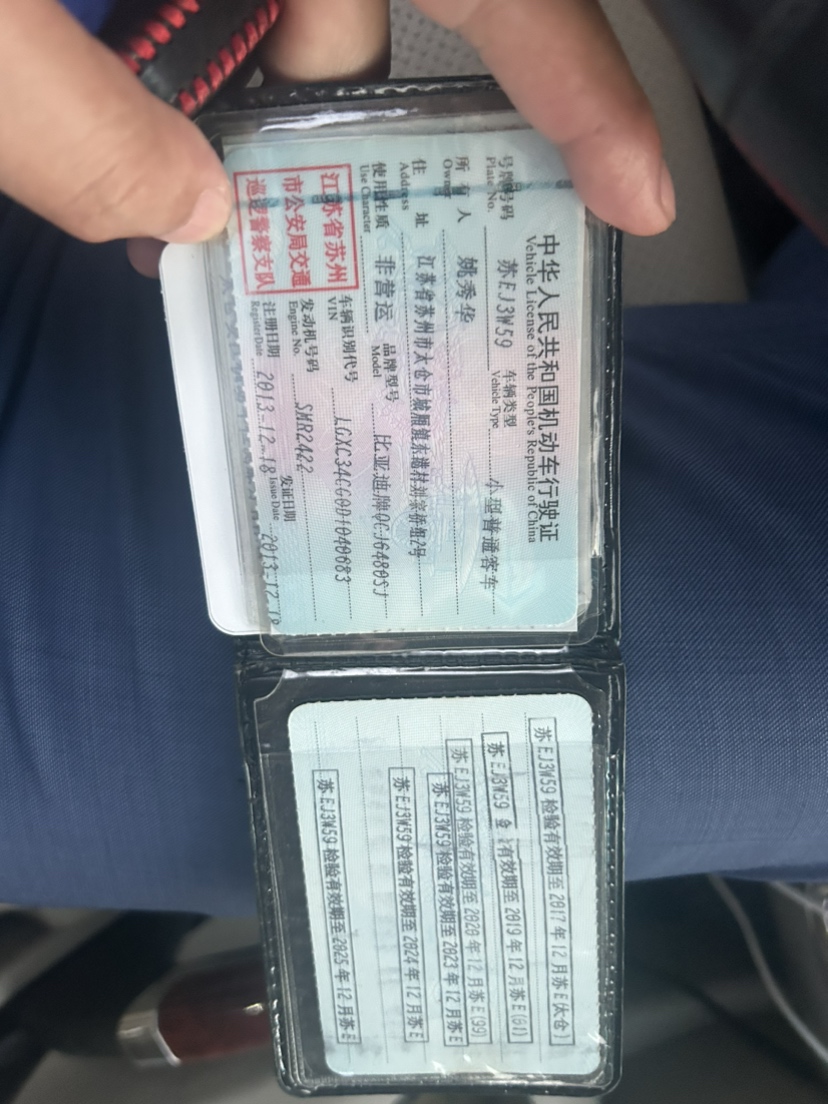 中华人民共和国机动车行驶证
Vehicle License of the People's Republic of China
号牌号码 苏EJ3W59 车辆类型 小型普通客车
Plate No. Vehicle Type
所有人 姚秀华
Owner
住址 江苏省苏州市太仓市城厢镇东港村刘家桥组2号
Address
使用性质 非营运 品牌型号 比亚迪牌QCJ6480SJ
Use Character Model
江苏省苏州
市公安局交通
巡逻警察支队
车辆识别代号 LGXC34CG0D1040683
VIN
发动机号码 SMR2422
Engine No.
注册日期 2013-12-18 发证日期 2013-12-18
Register Date Issue Date
苏EJ3W59 检验有效期至2017年12月苏E(太仓)
苏EJ3W59 有效期至2019年12月苏E(91)
苏EJ3W59 检验有效期至2020年12月苏E(99)
苏EJ3W59 检验有效期至2023年12月苏E
苏EJ3W59 检验有效期至2024年12月苏E
苏EJ3W59 检验有效期至2025年12月苏E